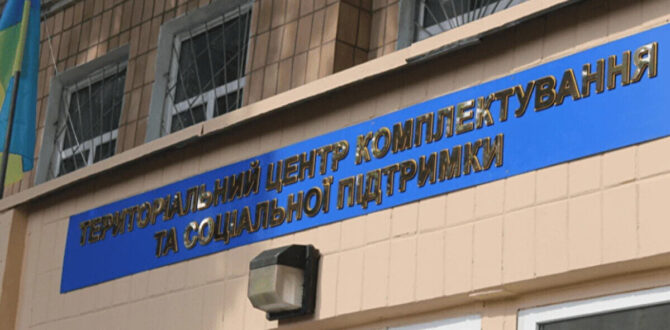 ТЕРИТОРІАЛЬНИЙ ЦЕНТР КОМПЛЕКТУВАННЯ
ТА СОЦІАЛЬНОЇ ПІДТРИМКИ